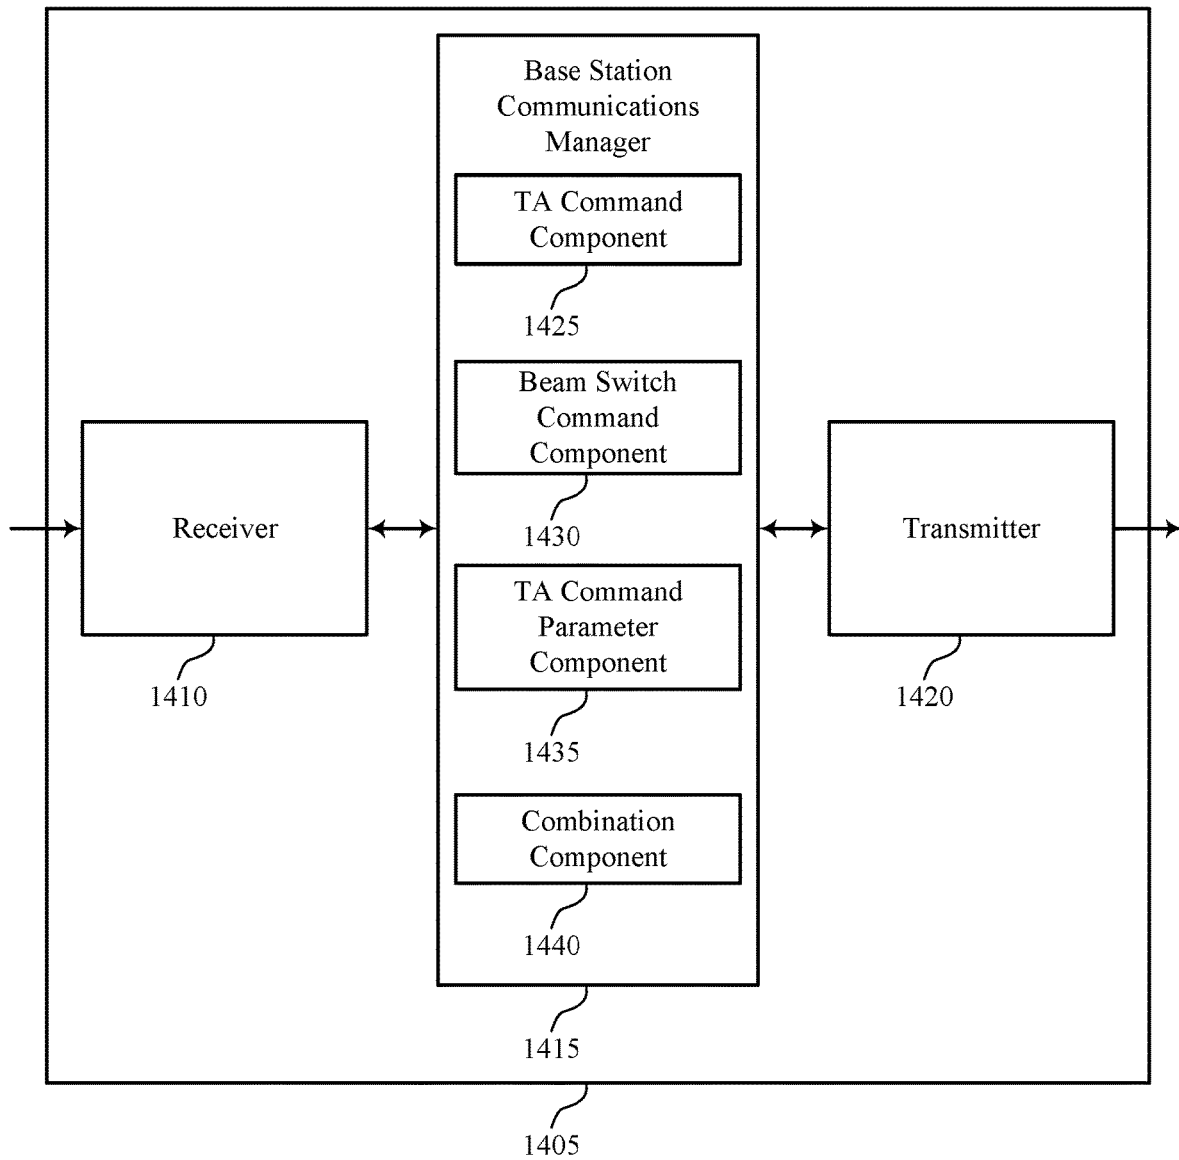 Base Station
Communications
Manager
TA Command
Component
1425
Beam Switch
Command
Component
1430
Receiver
1410
Transmitter
1420
TA Command
Parameter
Component
1435
Combination
Component
1440
1415
1405